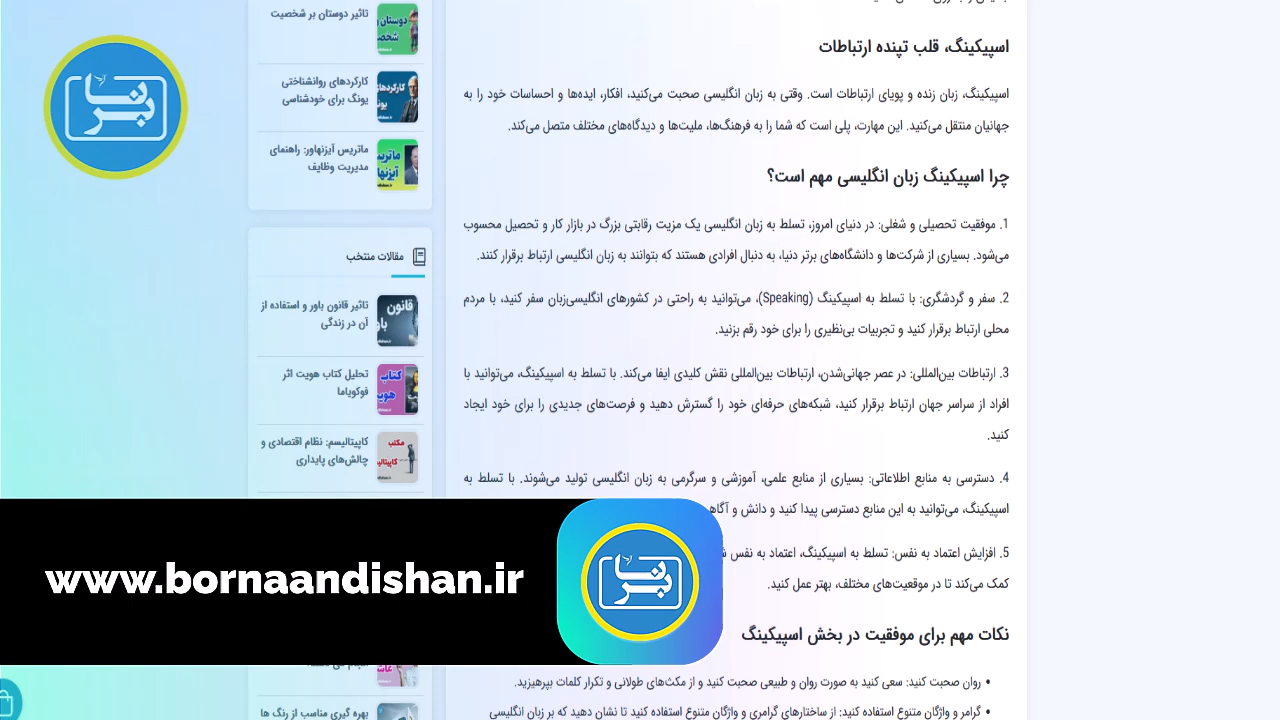 اسپیکینگ، قلب تپنده ارتباطات
اسپیکینگ، زبان زنده و پویای ارتباطات است. وقتی به زبان انگلیسی صحبت می‌کنید، افکار، ایده‌ها و احساسات خود را به
جهانیان منتقل می‌کنید. این مهارت، پلی است که شما را به فرهنگ‌ها، ملیت‌ها و دیدگاه‌های مختلف متصل می‌کند.
چرا اسپیکینگ زبان انگلیسی مهم است؟
1. موفقیت تحصیلی و شغلی: در دنیای امروز، تسلط به زبان انگلیسی یک مزیت رقابتی بزرگ در بازار کار و تحصیل محسوب
می‌شود. بسیاری از شرکت‌ها و دانشگاه‌های برتر دنیا، به دنبال افرادی هستند که بتوانند به زبان انگلیسی ارتباط برقرار کنند.
2. سفر و گردشگری: با تسلط به اسپیکینگ (Speaking)، می‌توانید به راحتی در کشورهای انگلیسی‌زبان سفر کنید، با مردم
محلی ارتباط برقرار کنید و تجربیات بی‌نظیری را برای خود رقم بزنید.
3. ارتباطات بین‌المللی: در عصر جهانی‌شدن، ارتباطات بین‌المللی نقش کلیدی ایفا می‌کند. با تسلط به اسپیکینگ، می‌توانید با
افراد از سراسر جهان ارتباط برقرار کنید، شبکه‌های حرفه‌ای خود را گسترش دهید و فرصت‌های جدیدی را برای خود ایجاد
کنید.
4. دسترسی به منابع اطلاعاتی: بسیاری از منابع علمی، آموزشی و سرگرمی به زبان انگلیسی تولید می‌شوند. با تسلط به
اسپیکینگ، می‌توانید به این منابع دسترسی پیدا کنید و دانش و
5. افزایش اعتماد به نفس: تسلط به اسپیکینگ، اعتماد به نفس
کمک می‌کند تا در موقعیت‌های مختلف، بهتر عمل کنید.
نکات مهم برای موفقیت در بخش اسپیکینگ
• روان صحبت کنید: سعی کنید به صورت روان و طبیعی صحبت کنید و از مکث‌های طولانی و تکرار کلمات بپرهیزید.
• گرامر و واژگان متنوع استفاده کنید: از ساختارهای گرامری و واژگان متنوع استفاده کنید تا نشان دهید که بر زبان انگلیسی
تاثیر دوستان بر شخصیت
کارکردهای روانشناختی
یونگ برای خودشناسی
ماتریس آیزنهاور: راهنمای
مدیریت وظایف
مقالات منتخب
تاثیر قانون باور و استفاده از
آن در زندگی
تحلیل کتاب هویت اثر
فوکویاما
کاپیتالیسم: نظام اقتصادی و
چالش‌های پایداری
بهره گیری مناسب از رنگ ها
برنا
www.bornaandishan.ir
برنا